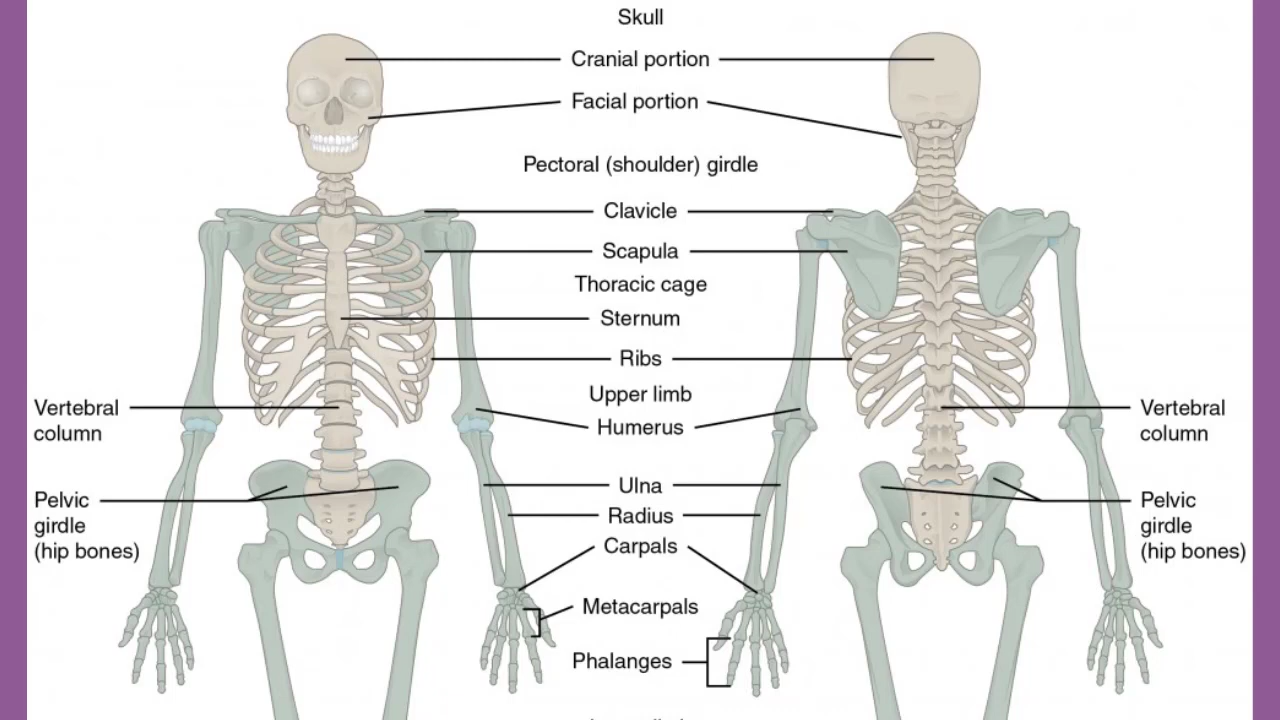 Skull
Cranial portion
Facial portion
Pectoral (shoulder) girdle
Clavicle
Scapula
Thoracic cage
Sternum
Ribs
Upper limb
Humerus
Vertebral
column
Vertebral
column
Ulna
Radius
Carpals
Pelvic
girdle
(hip bones)
Pelvic
girdle
(hip bones)
Metacarpals
Phalanges